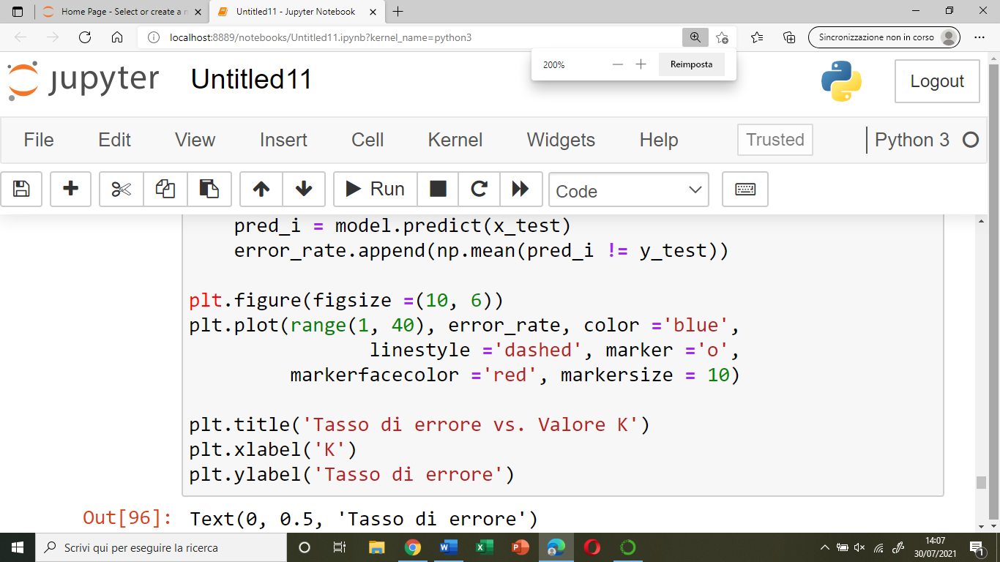 Home Page - Select or create a n
Untitled11 - Jupyter Notebook
localhost:8889/notebooks/Untitled11.ipynb?kernel_name=python3
Sincronizzazione non in corso
200%
Reimposta
jupyter
Untitled11
Logout
File
Edit
View
Insert
Cell
Kernel
Widgets
Help
Trusted
Python 3
Run
Code
pred_i = model.predict(x_test)
error_rate.append(np.mean(pred_i != y_test))
plt.figure(figsize =(10, 6))
plt.plot(range(1, 40), error_rate, color ='blue',
linestyle ='dashed', marker ='o',
markerfacecolor ='red', markersize = 10)
plt.title('Tasso di errore vs. Valore K')
plt.xlabel('K')
plt.ylabel('Tasso di errore')
Out[96]: Text(0, 0.5, 'Tasso di errore')
Scrivi qui per eseguire la ricerca
14:07
30/07/2021
1